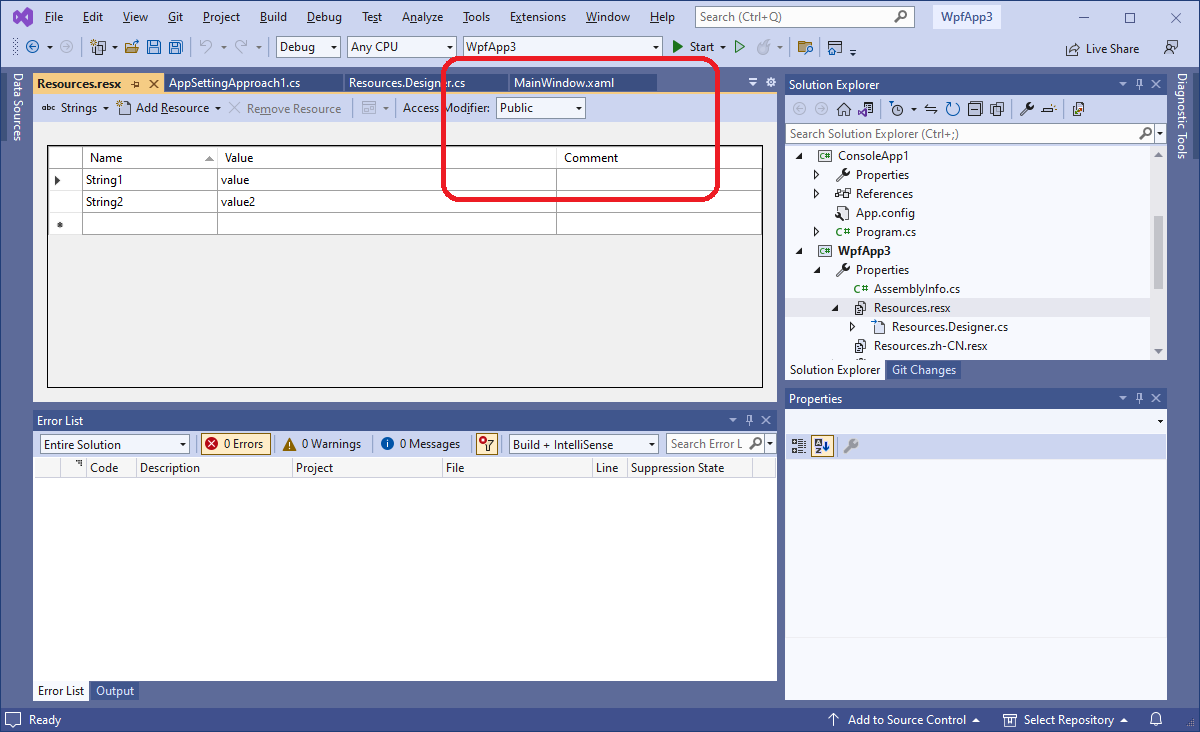 File Edit View Git Project Build Debug Test Analyze Tools Extensions Window Help Search (Ctrl+Q) WpfApp3
Debug Any CPU WpfApp3 Start Live Share
Data Sources
Resources.resx AppSettingApproach1.cs Resources.Designer.cs MainWindow.xaml
abc Strings Add Resource Remove Resource Access Modifier: Public
Name Value Comment
String1 value
String2 value2
Error List
Entire Solution 0 Errors 0 Warnings 0 Messages Build + IntelliSense Search Error L
Code Description Project File Line Suppression State
Error List Output
Solution Explorer
Search Solution Explorer (Ctrl+;)
C# ConsoleApp1
Properties
References
App.config
C# Program.cs
C# WpfApp3
Properties
C# AssemblyInfo.cs
Resources.resx
Resources.Designer.cs
Resources.zh-CN.resx
Solution Explorer Git Changes
Properties
Diagnostic Tools
Ready Add to Source Control Select Repository